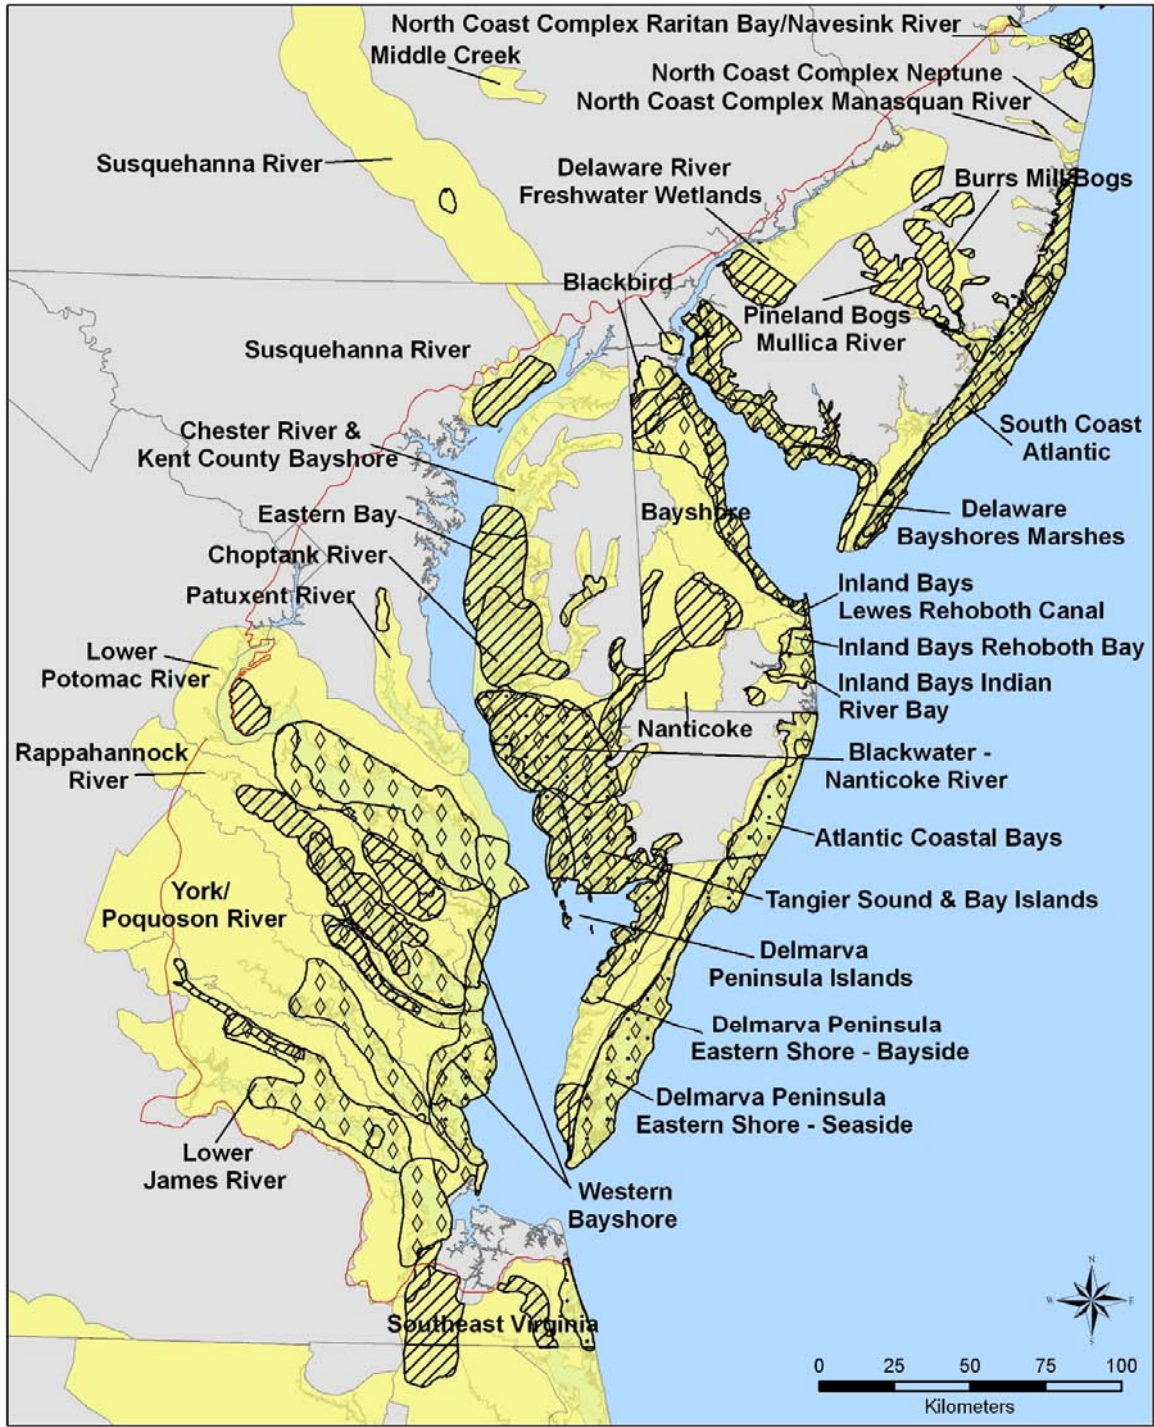 North Coast Complex Raritan Bay/Navesink River
Middle Creek
North Coast Complex Neptune
North Coast Complex Manasquan River
Susquehanna River
Delaware River
Freshwater Wetlands
Burrs Mill Bogs
Blackbird
Pineland Bogs
Mullica River
Susquehanna River
Chester River &
Kent County Bayshore
South Coast
Atlantic
Eastern Bay
Bayshore
Delaware
Bayshores Marshes
Choptank River
Patuxent River
Inland Bays
Lewes Rehoboth Canal
Inland Bays Rehoboth Bay
Lower
Potomac River
Inland Bays Indian
River Bay
Nanticoke
Rappahannock
River
Blackwater -
Nanticoke River
Atlantic Coastal Bays
York/
Poquoson River
Tangier Sound & Bay Islands
Delmarva
Peninsula Islands
Delmarva Peninsula
Eastern Shore - Bayside
Delmarva Peninsula
Eastern Shore - Seaside
Lower
James River
Western
Bayshore
Southeast Virginia
N
W
E
S
0 25 50 75 100
Kilometers